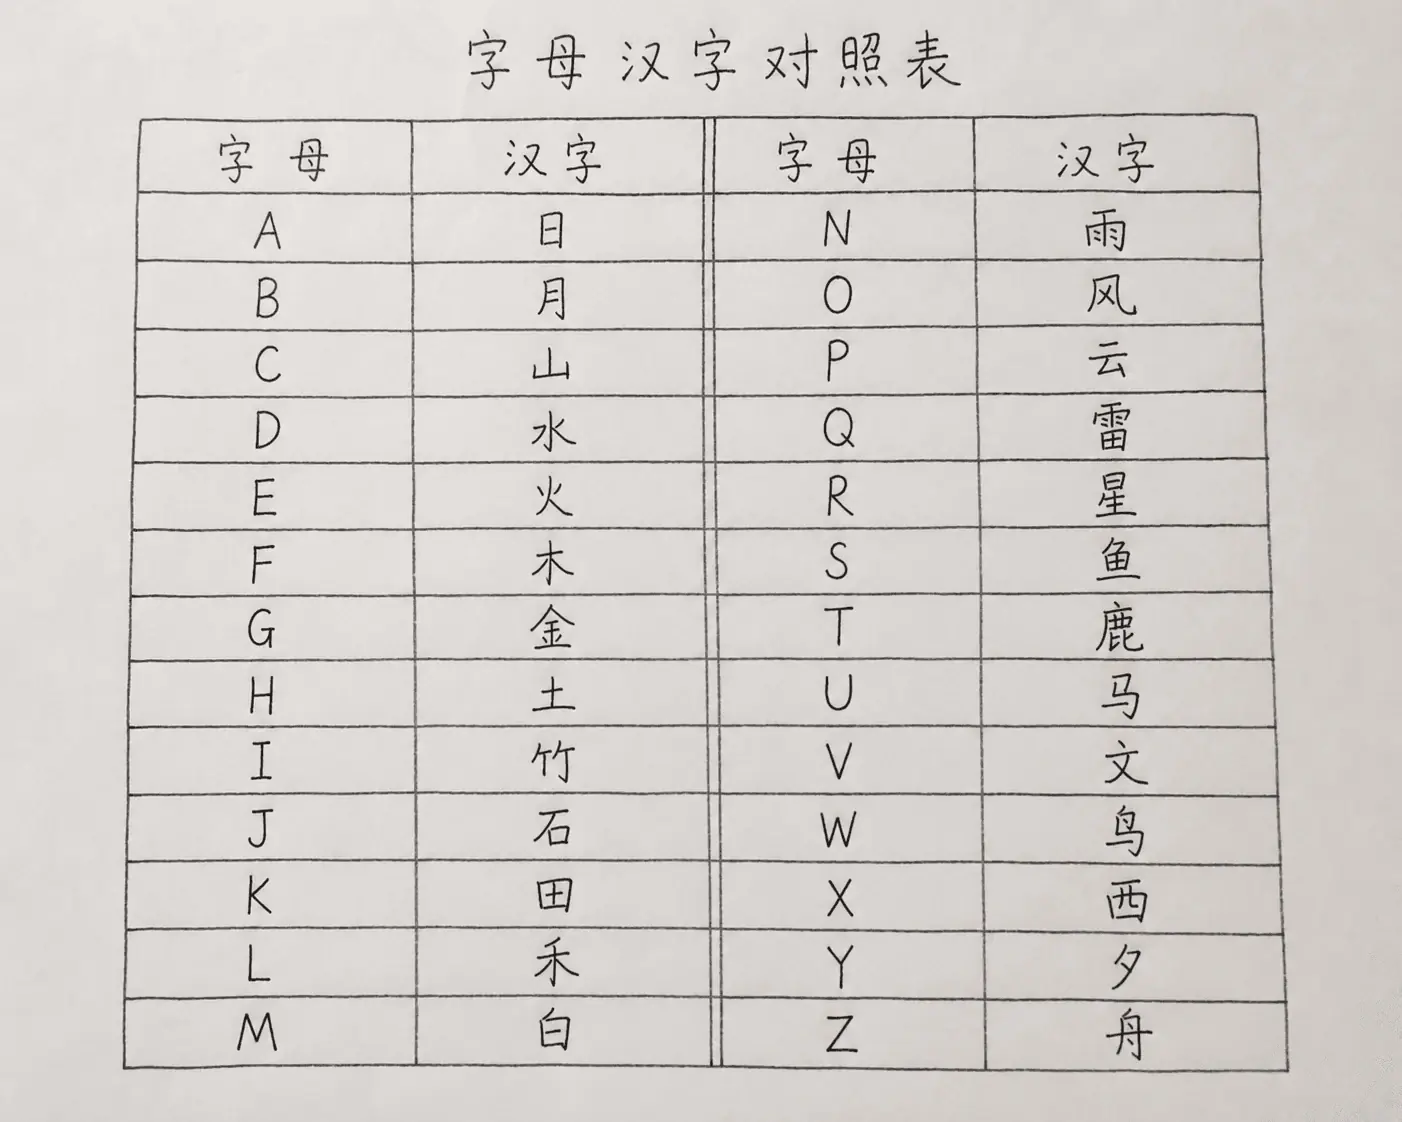 字母汉字对照表
字母 汉字 字母 汉字
A 日 N 雨
B 月 O 风
C 山 P 云
D 水 Q 雷
E 火 R 星
F 木 S 鱼
G 金 T 鹿
H 土 U 马
I 竹 V 文
J 石 W 鸟
K 田 X 西
L 禾 Y 夕
M 白 Z 舟